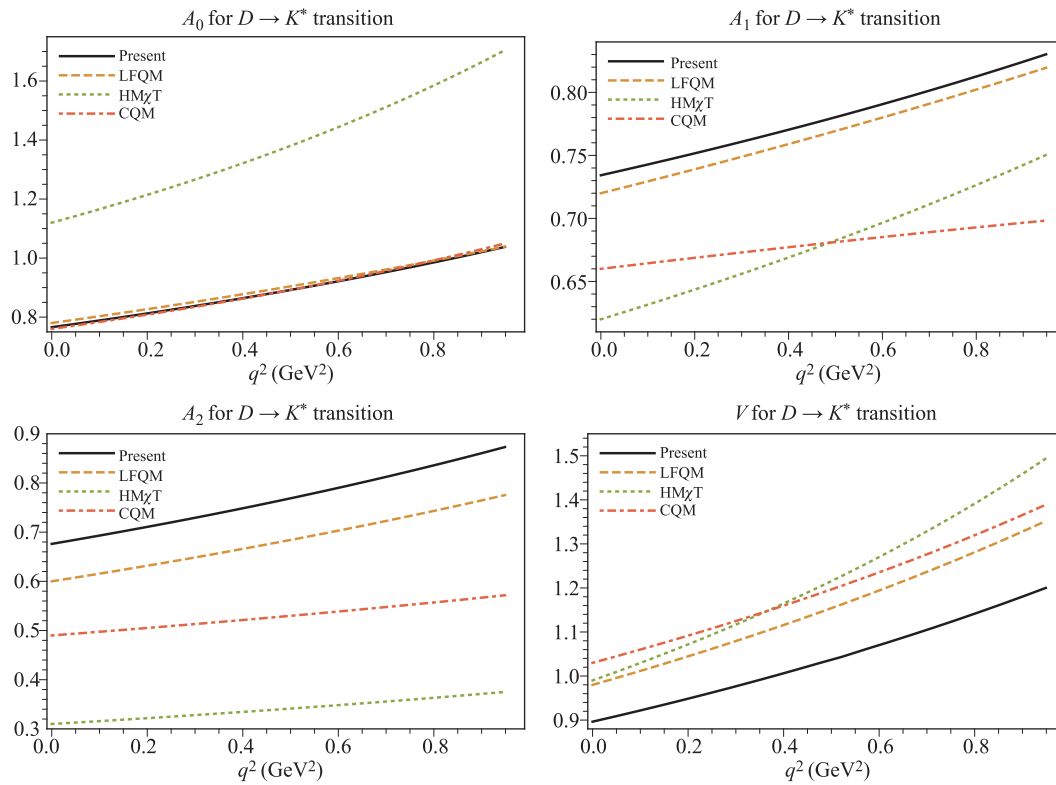 A₀ for D → K* transition
Present
LFQM
HMχT
CQM
1.6
1.4
1.2
1.0
0.8
0.0 0.2 0.4 0.6 0.8
q² (GeV²)
A₁ for D → K* transition
Present
LFQM
HMχT
CQM
0.80
0.75
0.70
0.65
0.0 0.2 0.4 0.6 0.8
q² (GeV²)
A₂ for D → K* transition
Present
LFQM
HMχT
CQM
0.9
0.8
0.7
0.6
0.5
0.4
0.3
0.0 0.2 0.4 0.6 0.8
q² (GeV²)
V for D → K* transition
Present
LFQM
HMχT
CQM
1.5
1.4
1.3
1.2
1.1
1.0
0.9
0.0 0.2 0.4 0.6 0.8
q² (GeV²)